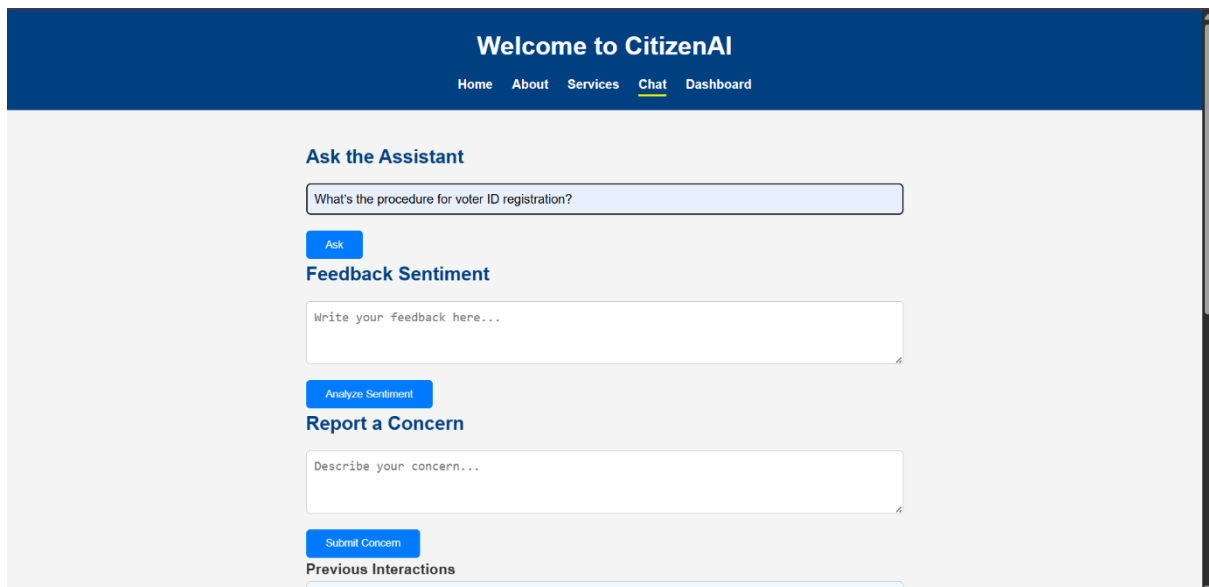 Welcome to CitizenAI
Home About Services Chat Dashboard
Ask the Assistant
What's the procedure for voter ID registration?
Ask
Feedback Sentiment
Write your feedback here...
Analyze Sentiment
Report a Concern
Describe your concern...
Submit Concern
Previous Interactions